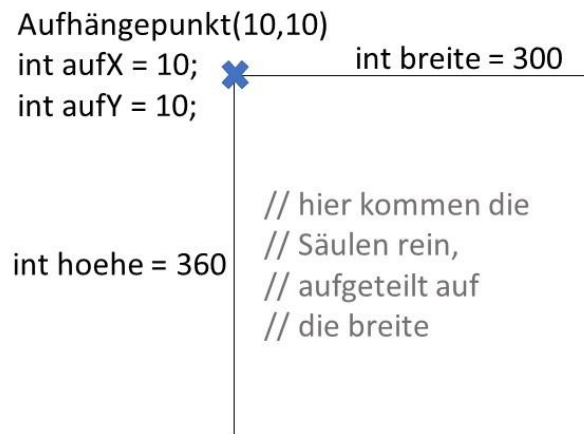 Aufhängepunkt(10,10)
int aufX = 10;
int aufY = 10;
int breite = 300
int hoehe = 360
// hier kommen die
// Säulen rein,
// aufgeteilt auf
// die breite